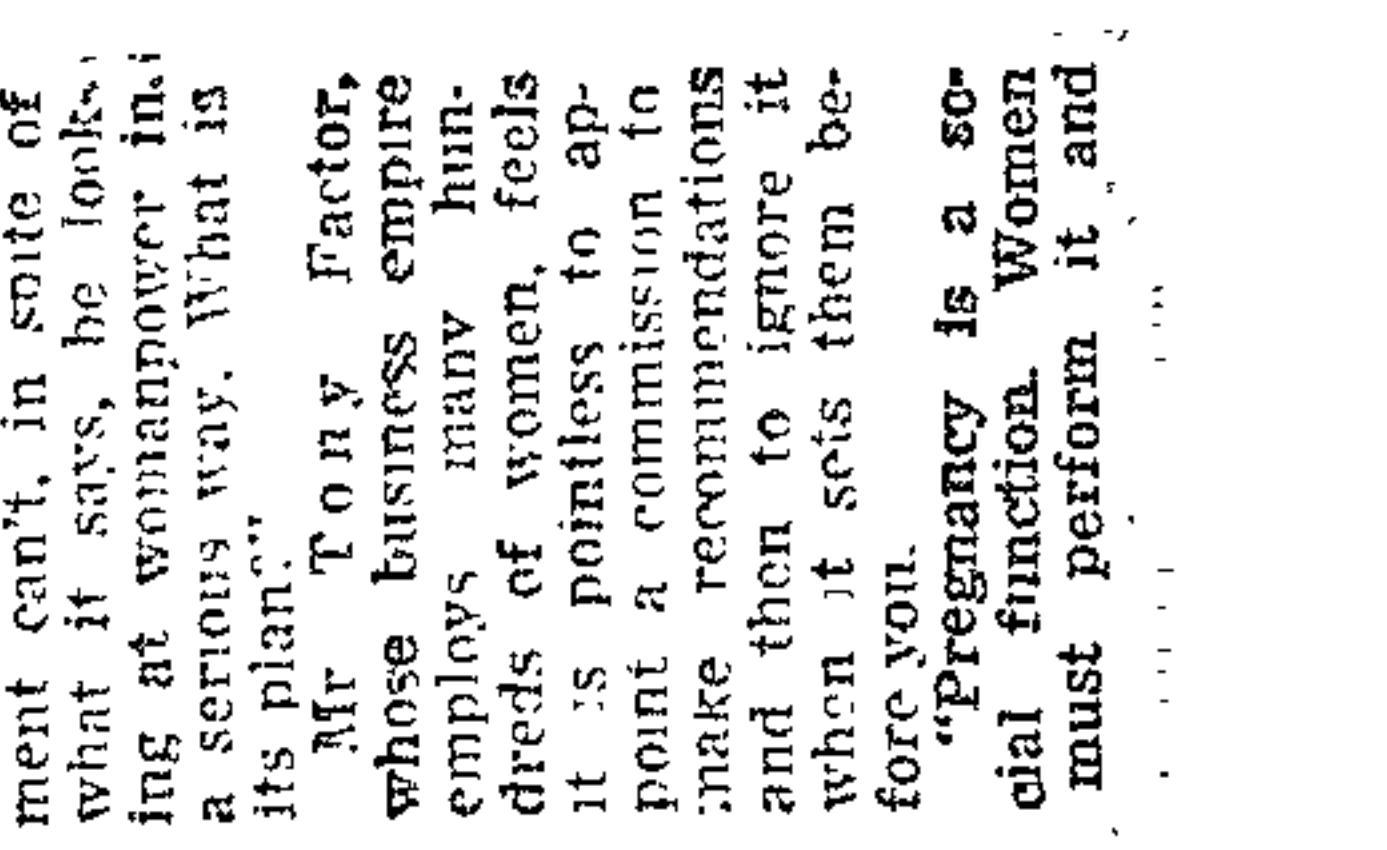 ment can't, in spite of
what it says, be look-
ing at womanpower in
a serious way. What is
its plan?"
Mr Tony Factor,
whose business empire
employs many hun-
dreds of women, feels
it is pointless to ap-
point a commission to
make recommendations
and then to ignore it
when it sets them be-
fore you.
"Pregnancy is a so-
cial function. Women
must perform it and